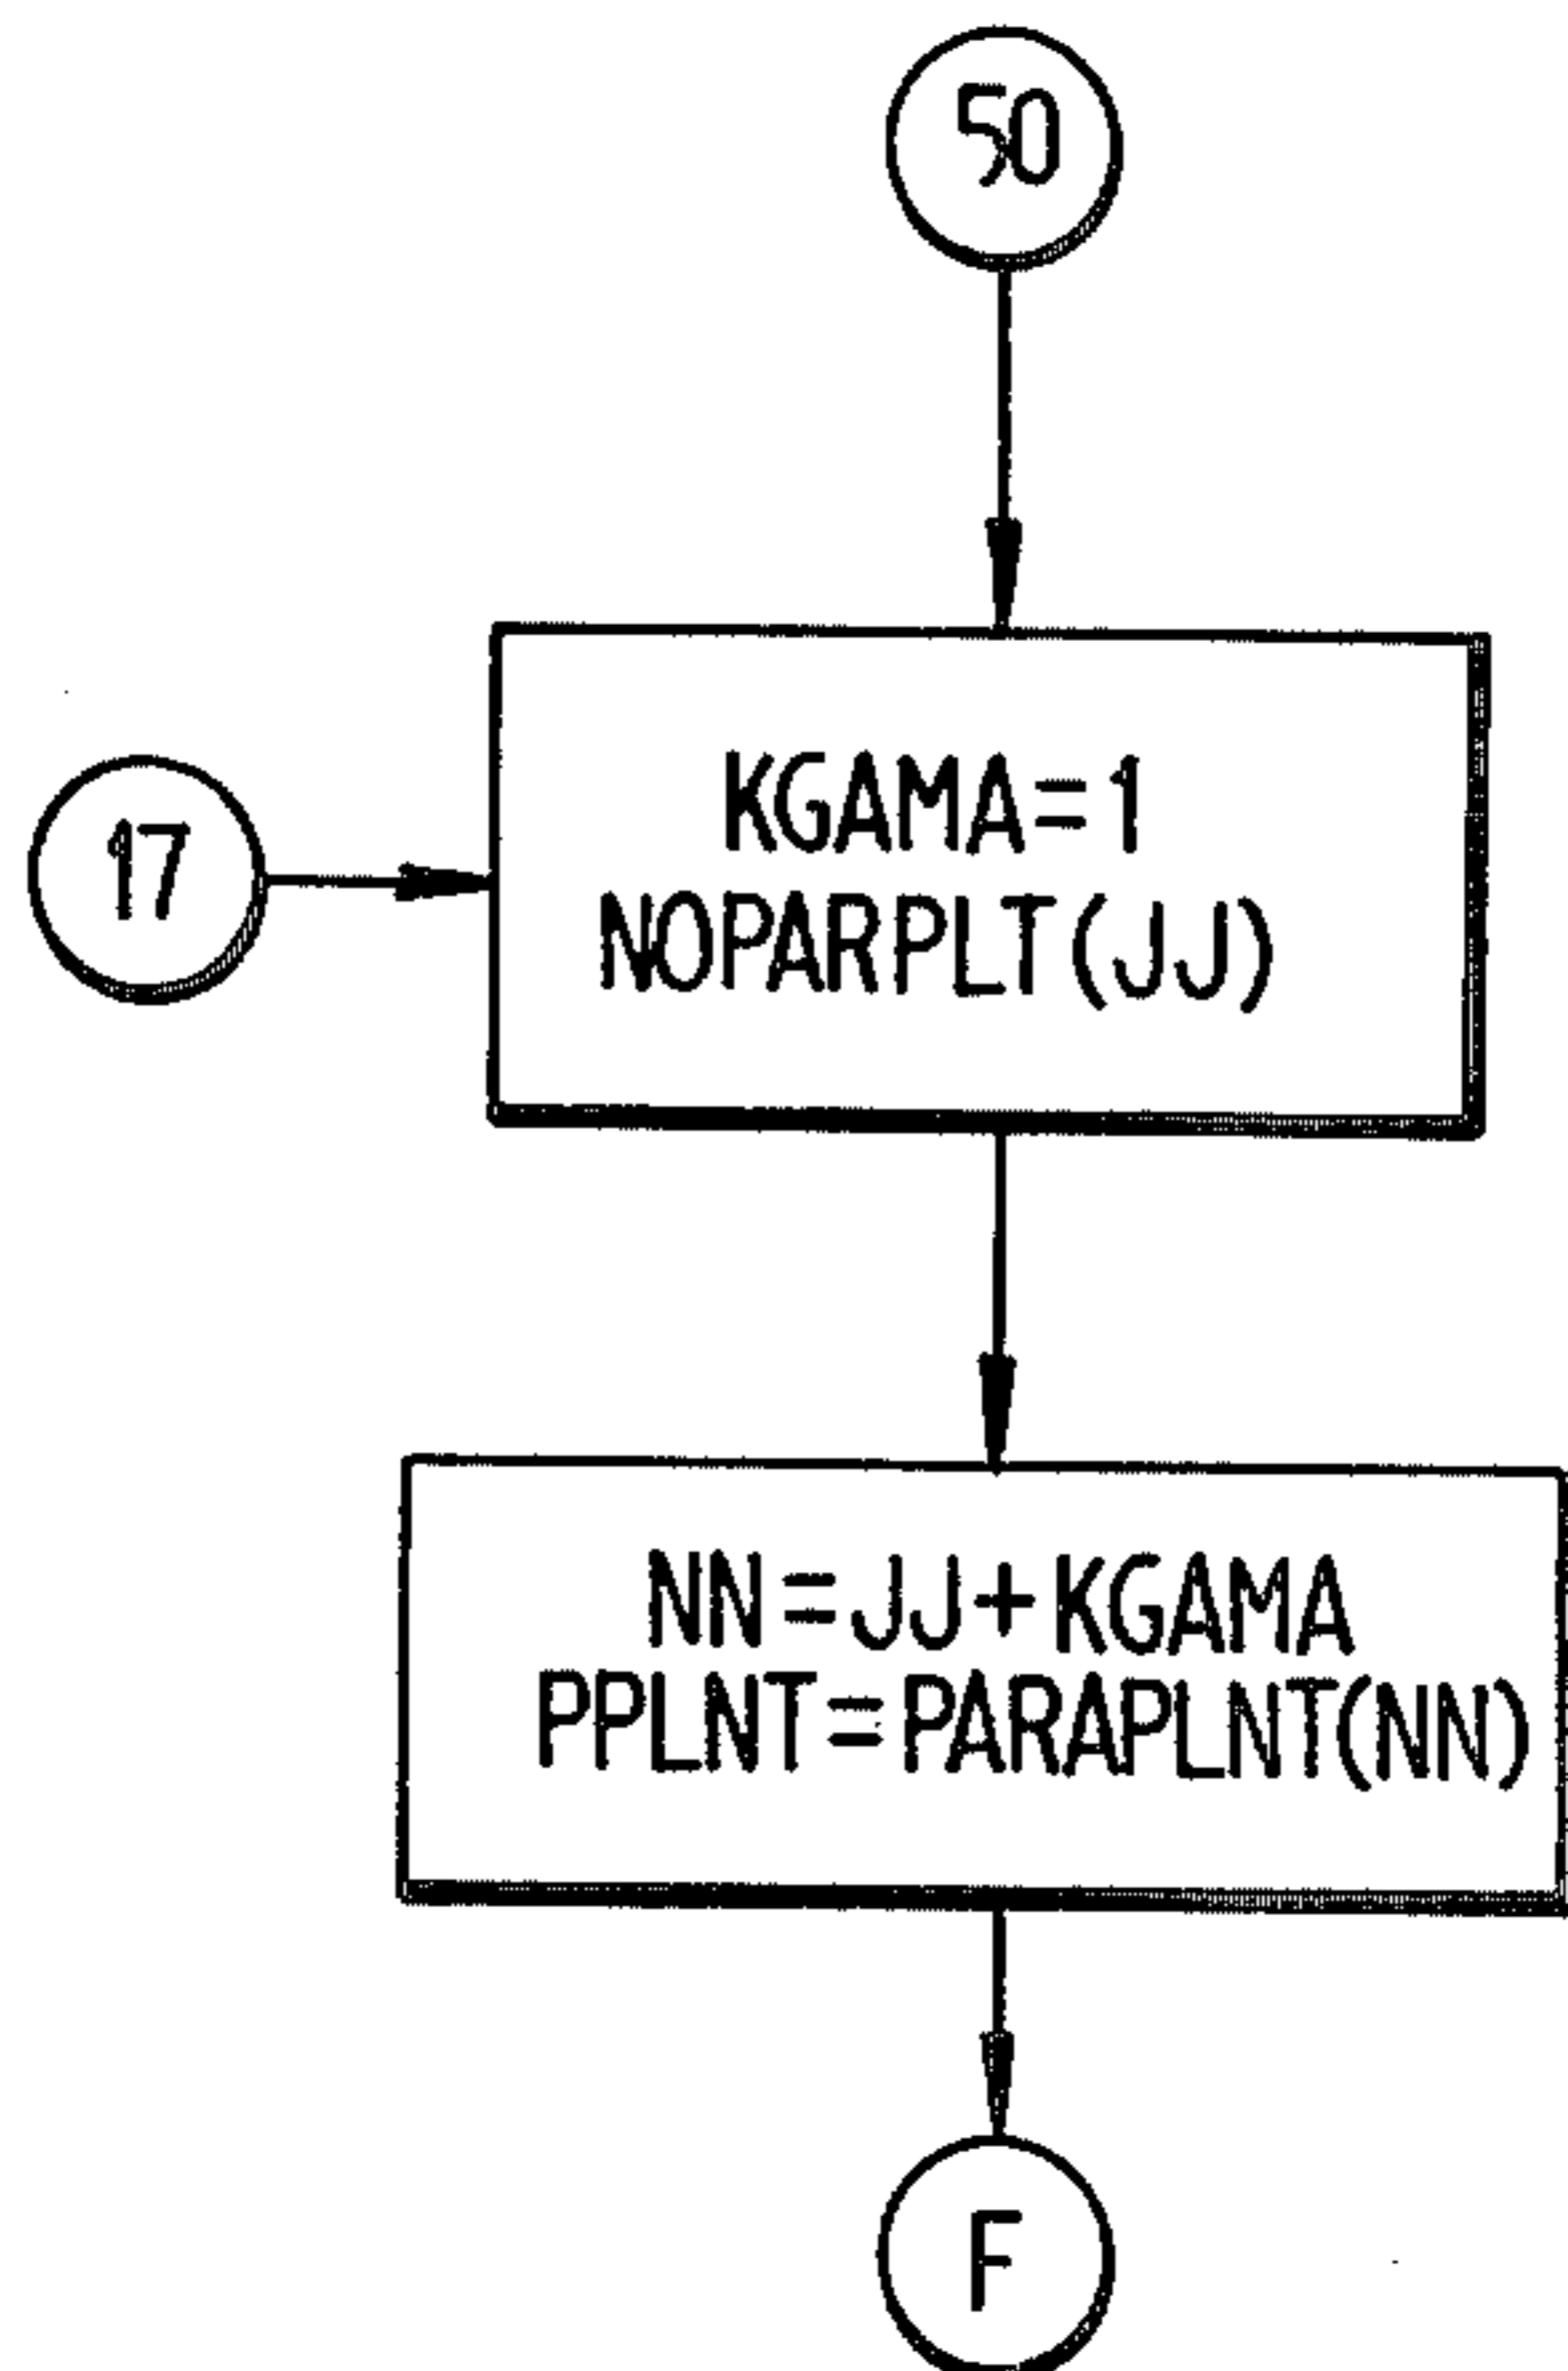 50
17
KGAMA=1
NOPARPLT(JJ)
NN=JJ+KGAMA
PPLNT=PARAPLNT(NN)
F